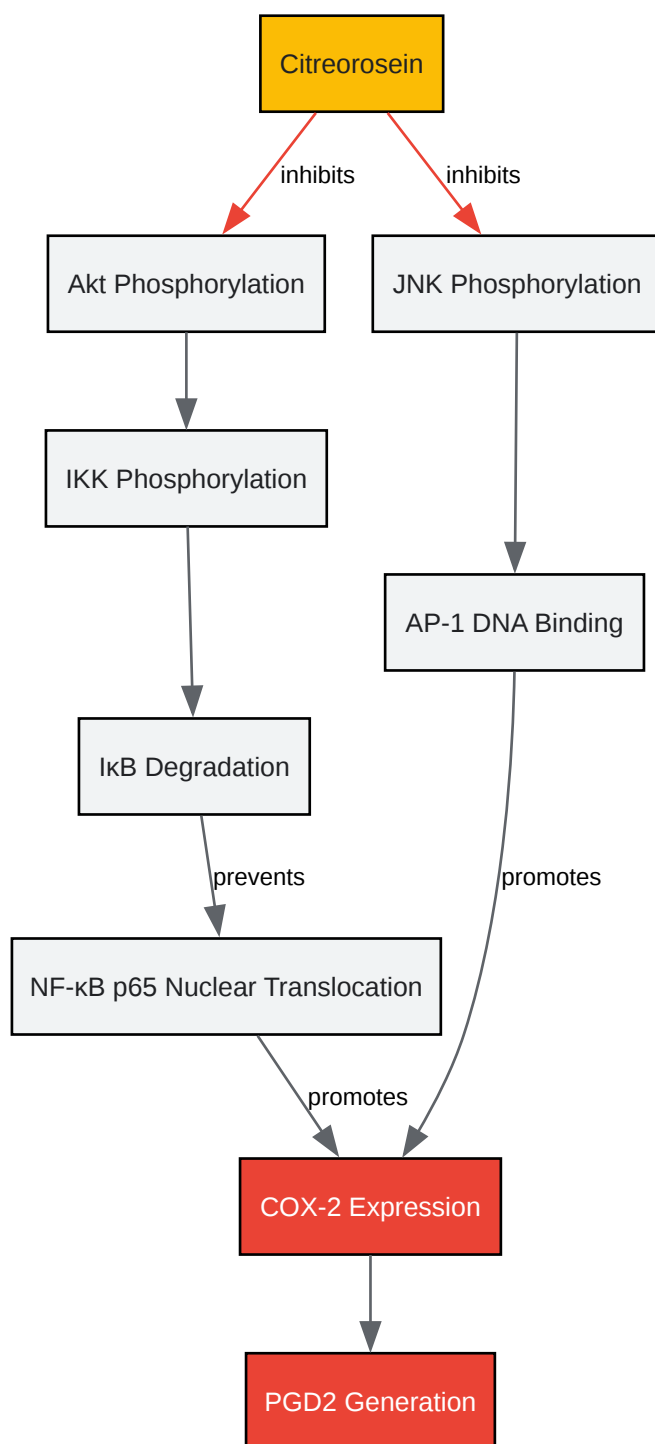 Citreorosein
inhibits
inhibits
Akt Phosphorylation
JNK Phosphorylation
IKK Phosphorylation
AP-1 DNA Binding
IκB Degradation
prevents
promotes
NF-κB p65 Nuclear Translocation
promotes
COX-2 Expression
PGD2 Generation